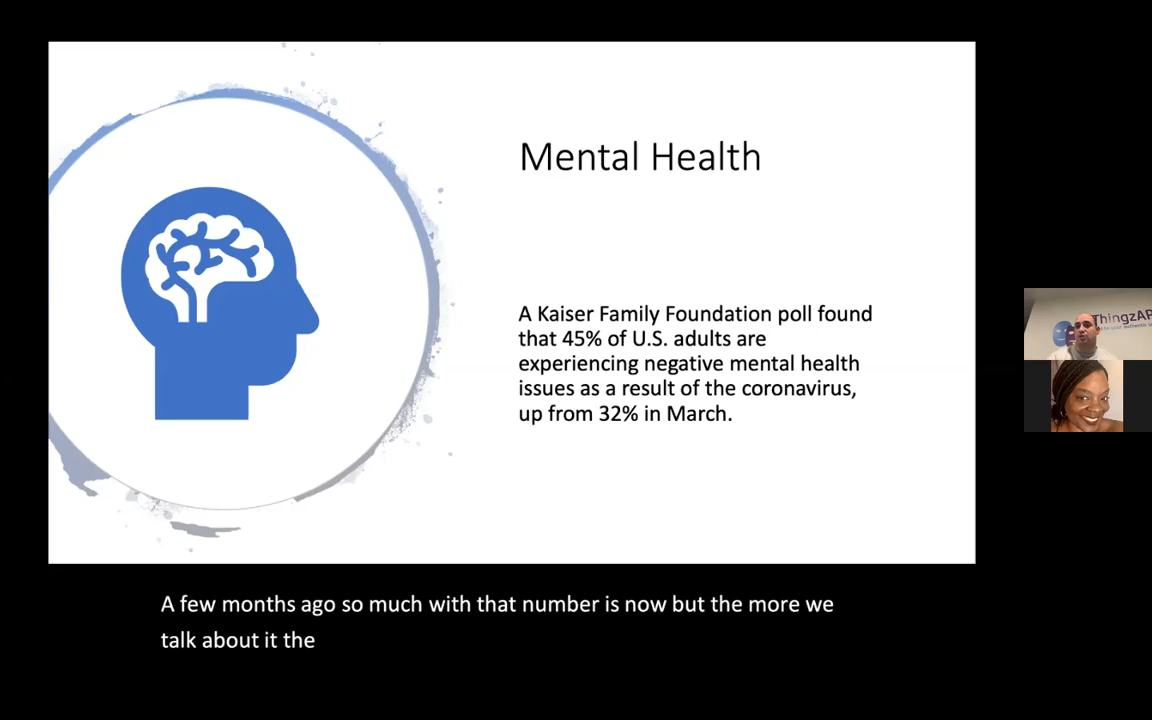 Mental Health
A Kaiser Family Foundation poll found
that 45% of U.S. adults are
experiencing negative mental health
issues as a result of the coronavirus,
up from 32% in March.
ThingzAP
A few months ago so much with that number is now but the more we
talk about it the